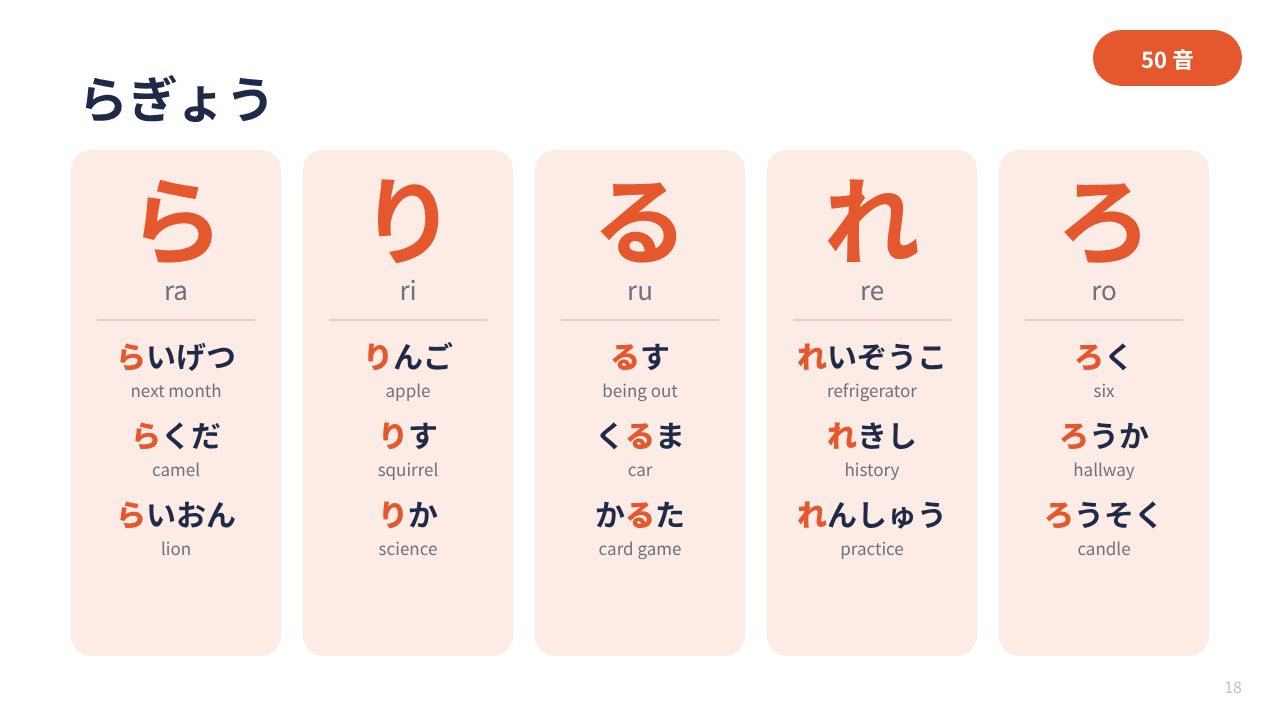 50 音
らぎょう
ら
ra
らいげつ
next month
らくだ
camel
らいおん
lion
り
ri
りんご
apple
りす
squirrel
りか
science
る
ru
るす
being out
くるま
car
かるた
card game
れ
re
れいぞうこ
refrigerator
れきし
history
れんしゅう
practice
ろ
ro
ろく
six
ろうか
hallway
ろうそく
candle
18